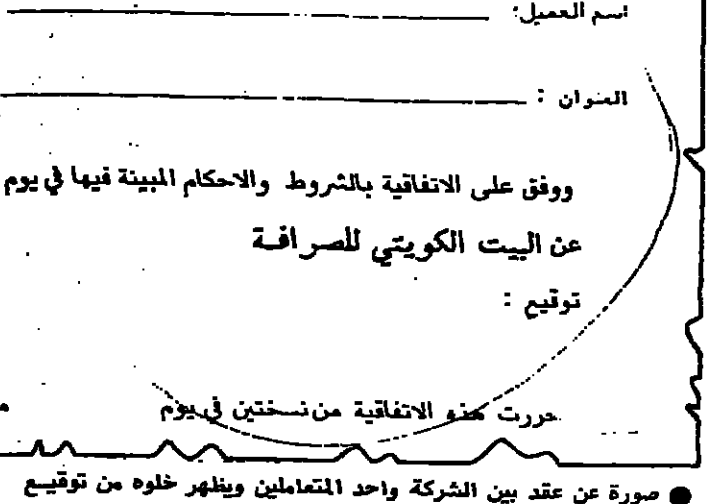 اسم العميل:
العنوان :
ووفق على الاتفاقية بالشروط والاحكام المبينة فيها في يوم
عن البيت الكويتي للصرافة
توقيع :
حررت هذه الاتفاقية من نسختين في يوم
● صورة عن عقد بين الشركة واحد المتعاملين ويظهر خلوه من توقيع